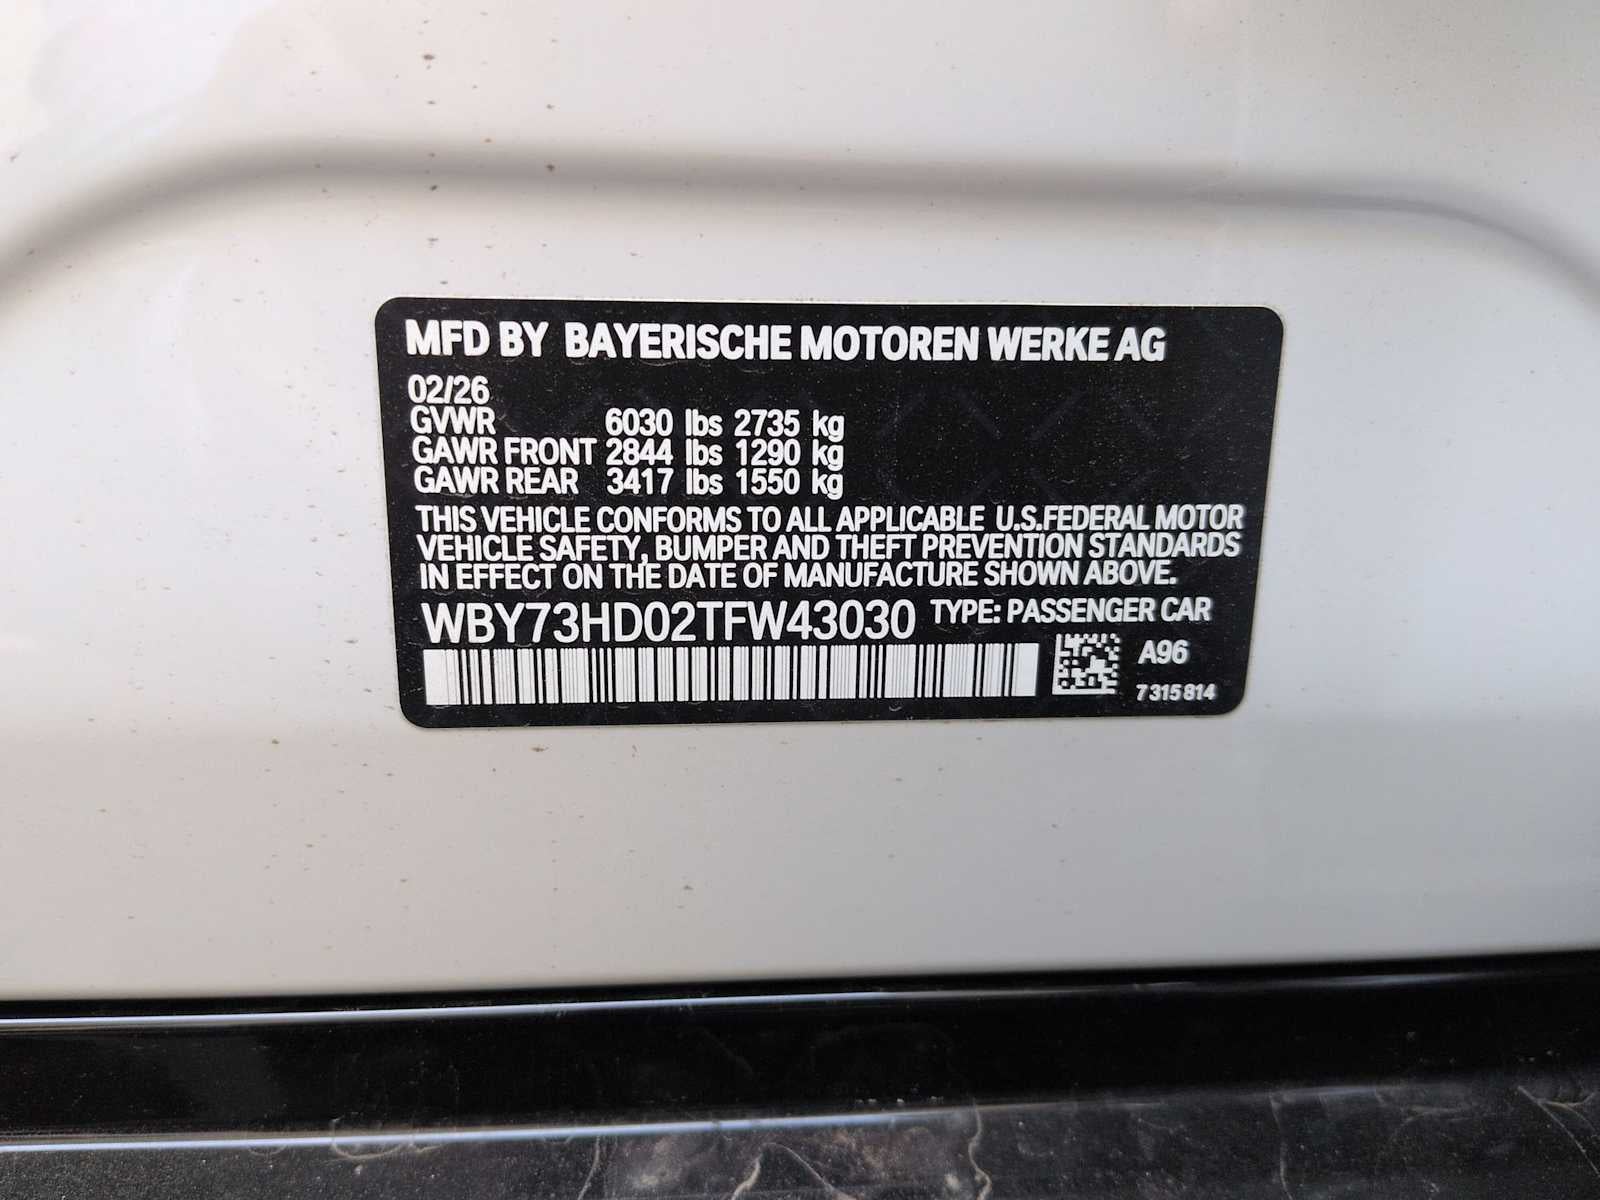 MFD BY BAYERISCHE MOTOREN WERKE AG
02/26
GVWR 6030 lbs 2735 kg
GAWR FRONT 2844 lbs 1290 kg
GAWR REAR 3417 lbs 1550 kg
THIS VEHICLE CONFORMS TO ALL APPLICABLE U.S.FEDERAL MOTOR
VEHICLE SAFETY, BUMPER AND THEFT PREVENTION STANDARDS
IN EFFECT ON THE DATE OF MANUFACTURE SHOWN ABOVE.
WBY73HD02TFW43030 TYPE: PASSENGER CAR
A96
7315814